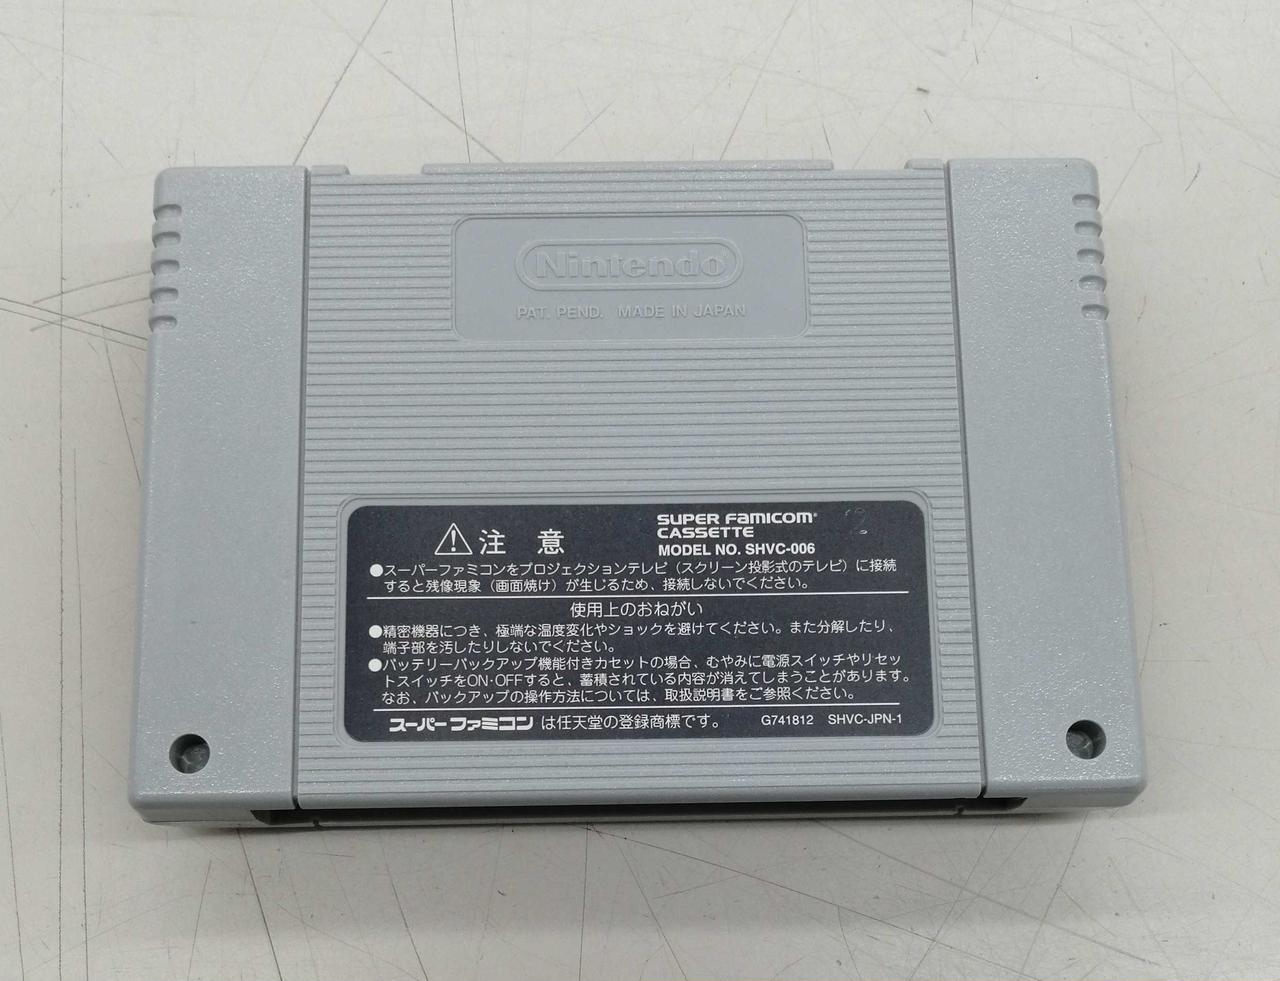 Nintendo
PAT. PEND. MADE IN JAPAN
注 意
SUPER FAMICOM®
CASSETTE
MODEL NO. SHVC-006
●スーパーファミコンをプロジェクションテレビ（スクリーン投影式のテレビ）に接続
すると残像現象（画面焼け）が生じるため、接続しないでください。
使用上のおねがい
●精密機器につき、極端な温度変化やショックを避けてください。また分解したり、
端子部を汚したりしないでください。
●バッテリーバックアップ機能付きカセットの場合、むやみに電源スイッチやリセッ
トスイッチをON·OFFすると、蓄積されている内容が消えてしまうことがあります。
なお、バックアップの操作方法については、取扱説明書をご参照ください。
スーパーファミコン は任天堂の登録商標です。
G741812 SHVC-JPN-1